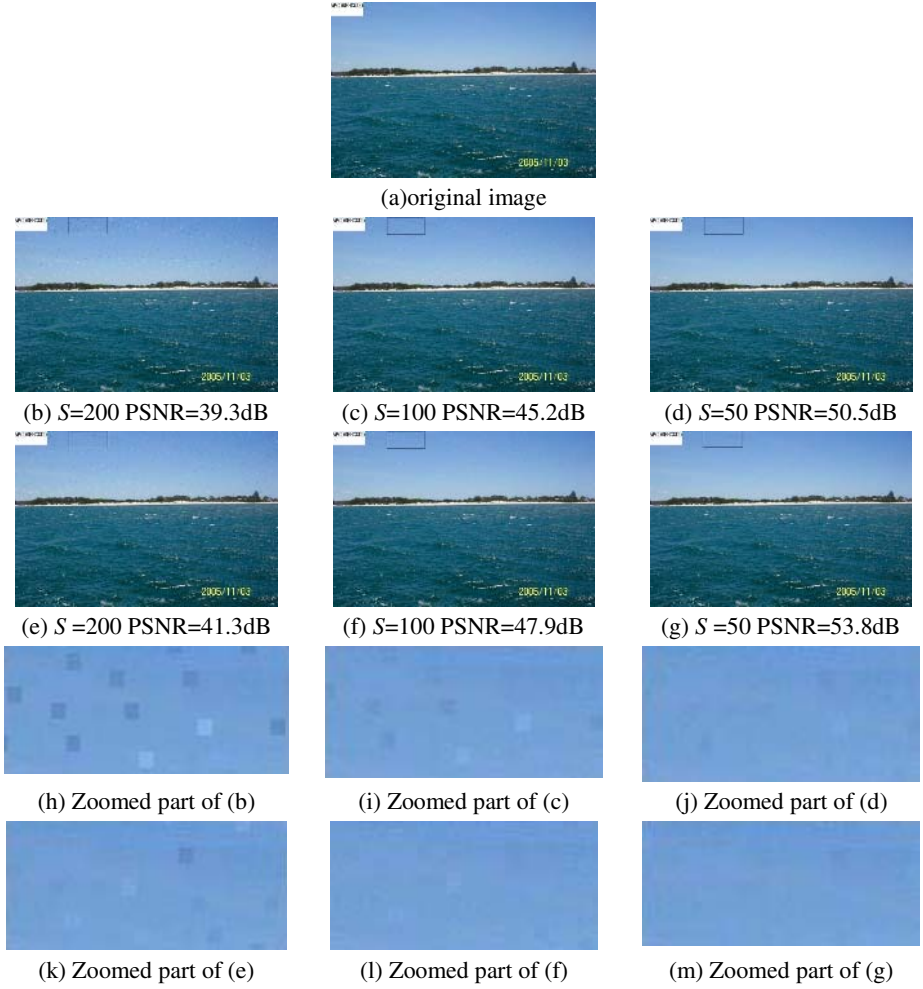 2005/11/03
(a)original image
2005/11/03
2005/11/03
2005/11/03
(b) S=200 PSNR=39.3dB
(c) S=100 PSNR=45.2dB
(d) S=50 PSNR=50.5dB
2005/11/03
2005/11/03
2005/11/03
(e) S =200 PSNR=41.3dB
(f) S=100 PSNR=47.9dB
(g) S =50 PSNR=53.8dB
(h) Zoomed part of (b)
(i) Zoomed part of (c)
(j) Zoomed part of (d)
(k) Zoomed part of (e)
(l) Zoomed part of (f)
(m) Zoomed part of (g)